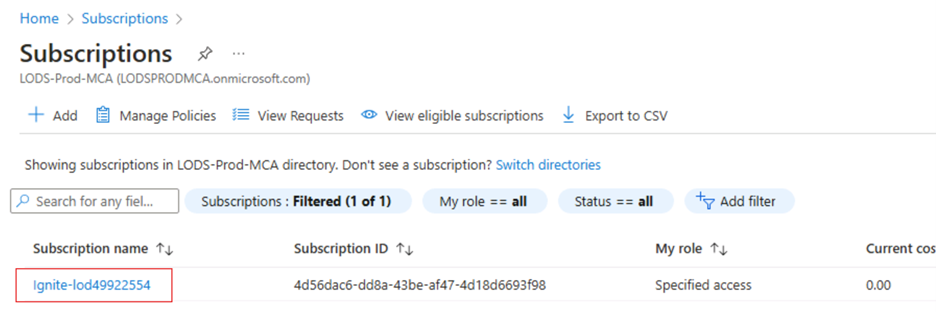 Home > Subscriptions >
Subscriptions ...
LODS-Prod-MCA (LODSPRODMCA.onmicrosoft.com)
Add Manage Policies View Requests View eligible subscriptions Export to CSV
Showing subscriptions in LODS-Prod-MCA directory. Don't see a subscription? Switch directories
Search for any fiel... Subscriptions : Filtered (1 of 1) My role == all Status == all Add filter
Subscription name ↑↓ Subscription ID ↑↓ My role ↑↓ Current cos
Ignite-lod49922554 4d56dac6-dd8a-43be-af47-4d18d6693f98 Specified access 0.00